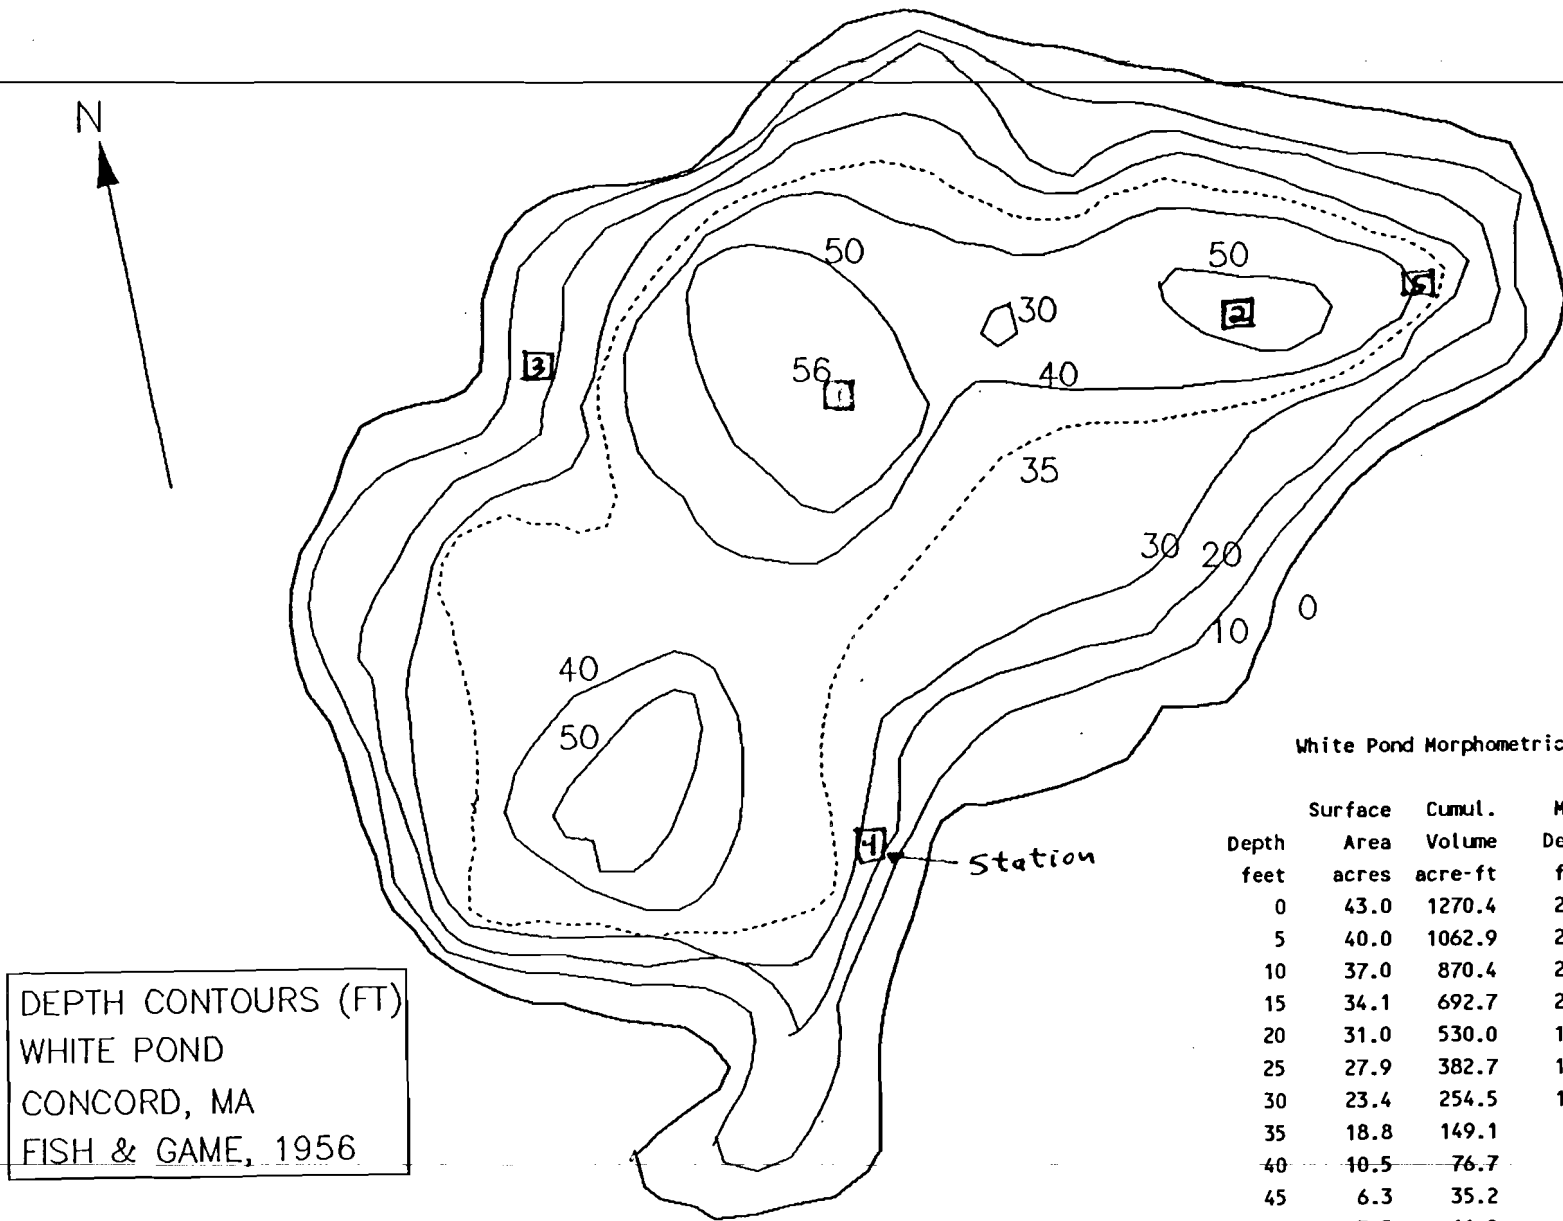 N
50
50
30
2
5
3
56
1
40
35
30
20
10
0
40
50
4
Station
White Pond Morphometric
Surface Cumul.
Depth Area Volume
feet acres acre-ft
0 43.0 1270.4
5 40.0 1062.9
10 37.0 870.4
15 34.1 692.7
20 31.0 530.0
25 27.9 382.7
30 23.4 254.5
35 18.8 149.1
40 10.5 76.7
45 6.3 35.2
DEPTH CONTOURS (FT)
WHITE POND
CONCORD, MA
FISH & GAME, 1956